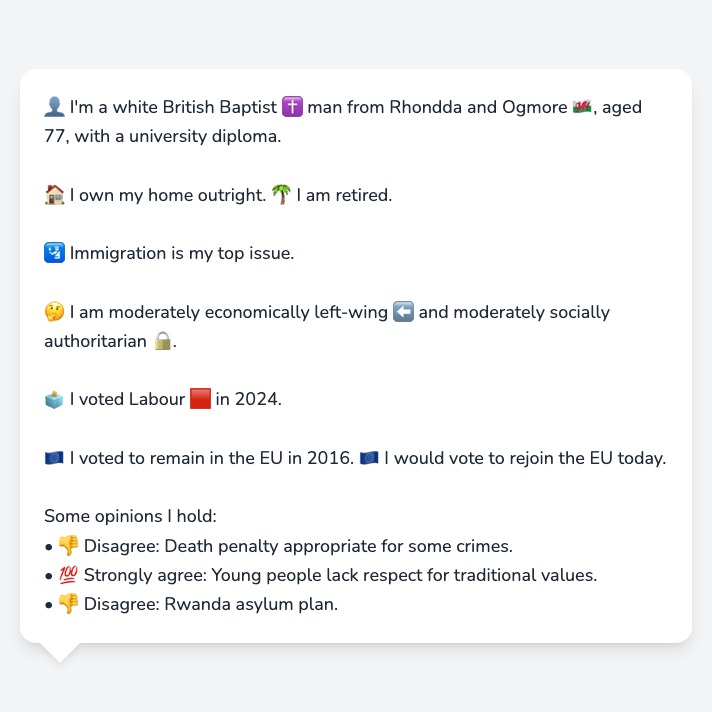 👤 I'm a white British Baptist ✝️ man from Rhondda and Ogmore 🏴󠁧󠁢󠁷󠁬󠁳󠁿, aged
77, with a university diploma.
🏠 I own my home outright. 🌴 I am retired.
🛂 Immigration is my top issue.
🤔 I am moderately economically left-wing ⬅️ and moderately socially
authoritarian 🔒.
🗳️ I voted Labour 🟥 in 2024.
🇪🇺 I voted to remain in the EU in 2016. 🇪🇺 I would vote to rejoin the EU today.
Some opinions I hold:
• 👎 Disagree: Death penalty appropriate for some crimes.
• 💯 Strongly agree: Young people lack respect for traditional values.
• 👎 Disagree: Rwanda asylum plan.